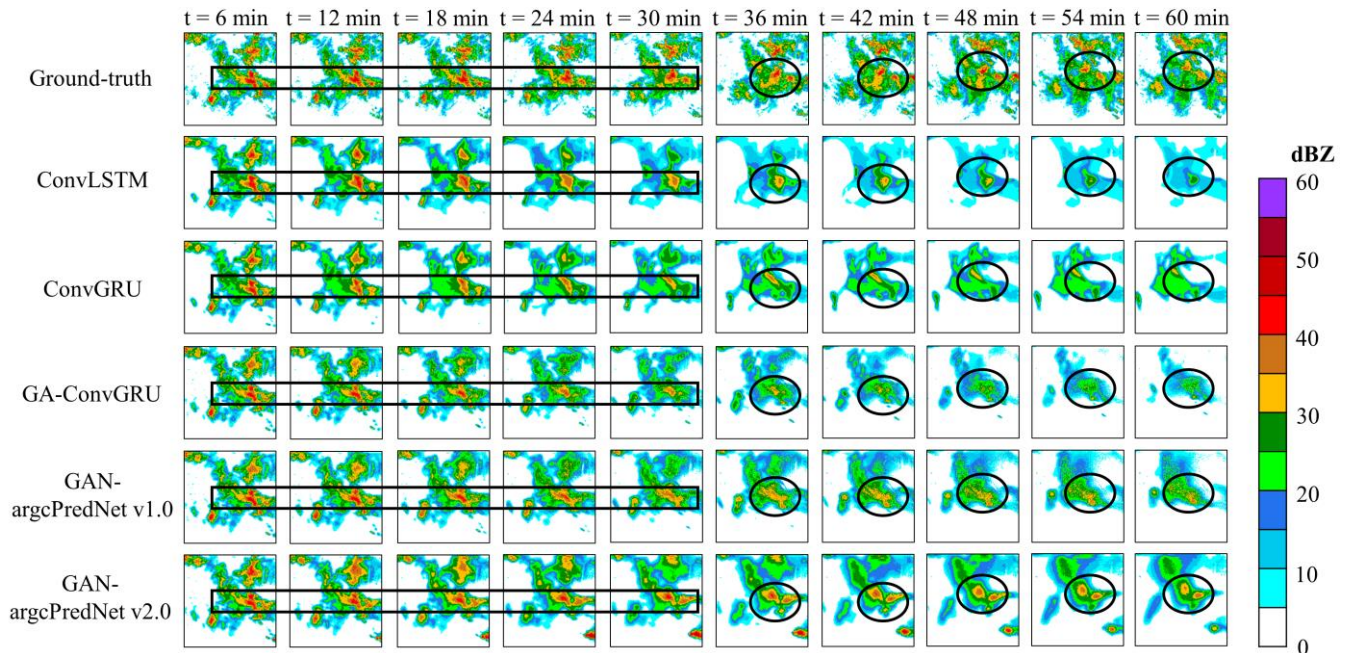 t = 6 min t = 12 min t = 18 min t = 24 min t = 30 min t = 36 min t = 42 min t = 48 min t = 54 min t = 60 min
Ground-truth
ConvLSTM
ConvGRU
GA-ConvGRU
GAN-
argcPredNet v1.0
GAN-
argcPredNet v2.0
dBZ
60
50
40
30
20
10
0